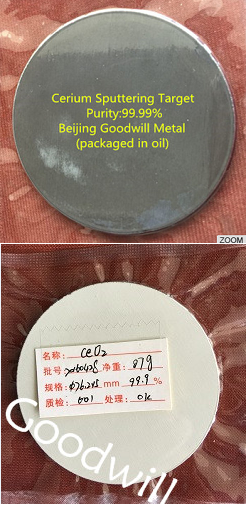 Cerium Sputtering Target
Purity:99.99%
Beijing Goodwill Metal
(packaged in oil)
ZOOM
名称: CeO2
批号 净重: 87g
规格: mm 99.9 %
质检: 001 处理: OK
Goodwill